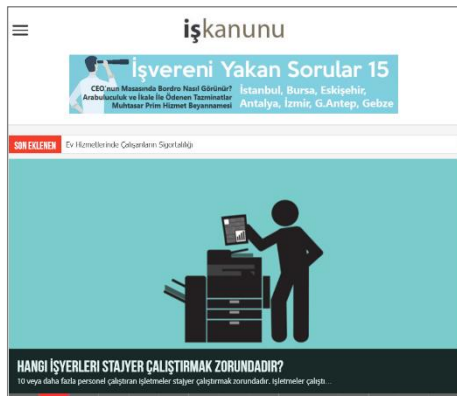 işkanunu
İşvereni Yakan Sorular 15
CEO'nun Masasında Bordro Nasıl Görünür?
Arabuluculuk ve İkale İle Ödenen Tazminatlar
Muhtasar Prim Hizmet Beyannamesi
İstanbul, Bursa, Eskişehir,
Antalya, İzmir, G.Antep, Gebze
SON EKLENEN Ev Hizmetlerinde Çalışanların Sigortalılığı
HANGİ İŞYERLERİ STAJYER ÇALIŞTIRMAK ZORUNDADIR?
10 veya daha fazla personel çalıştıran işletmeler stajyer çalıştırmak zorundadır. İşletmeler çalıştı...